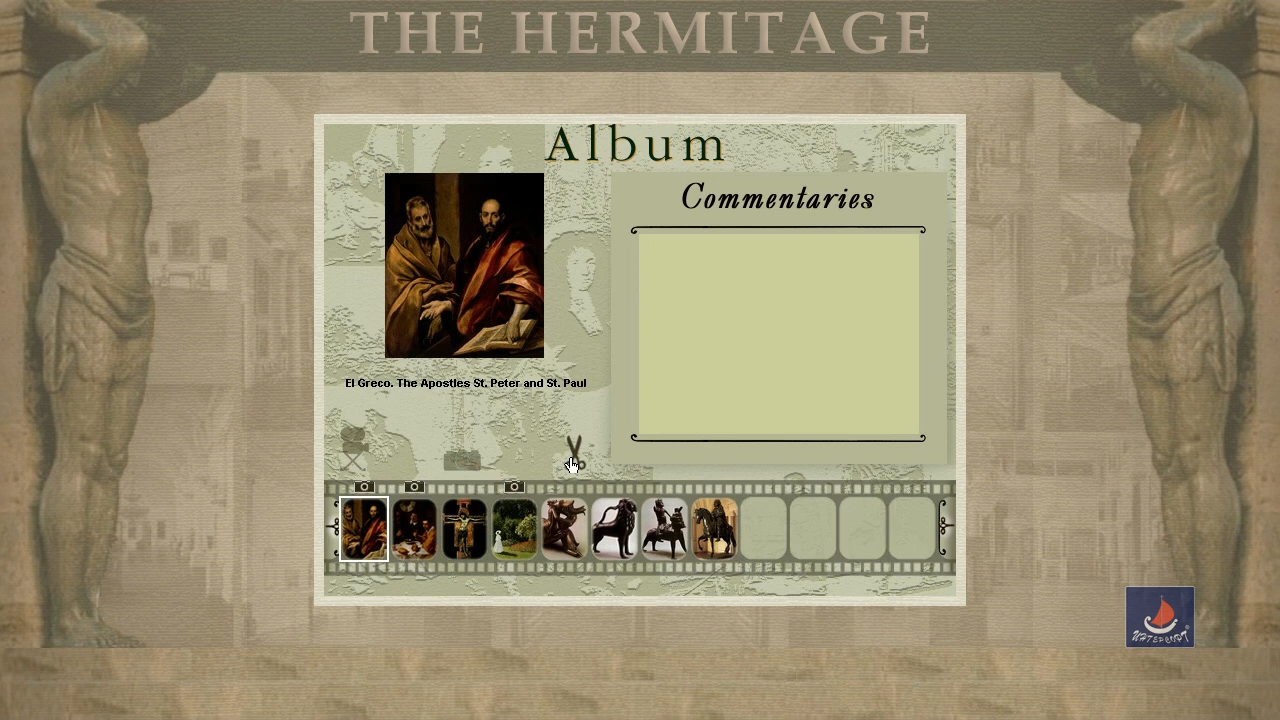 THE HERMITAGE
Album
Commentaries
El Greco. The Apostles St. Peter and St. Paul